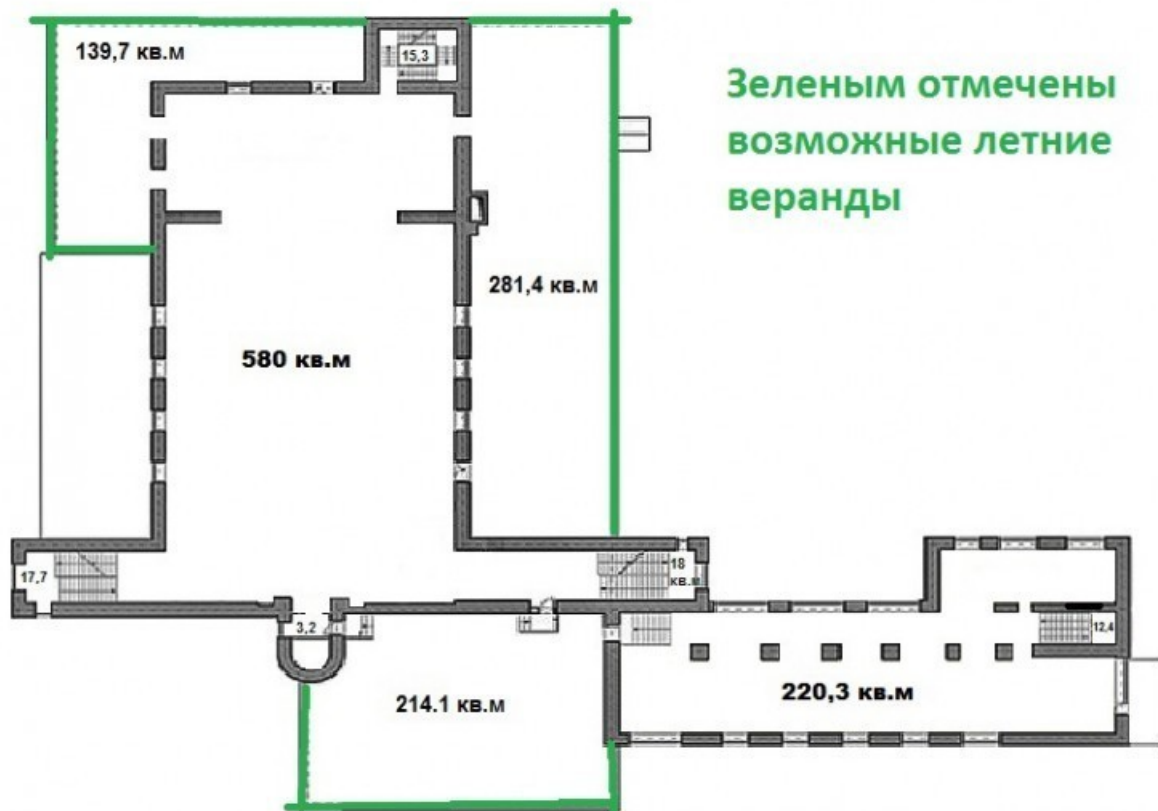 139,7 кв.м
15,3
Зеленым отмечены
возможные летние
веранды
281,4 кв.м
580 кв.м
17,7
18
кв.м
3,2
12,4
214.1 кв.м
220,3 кв.м